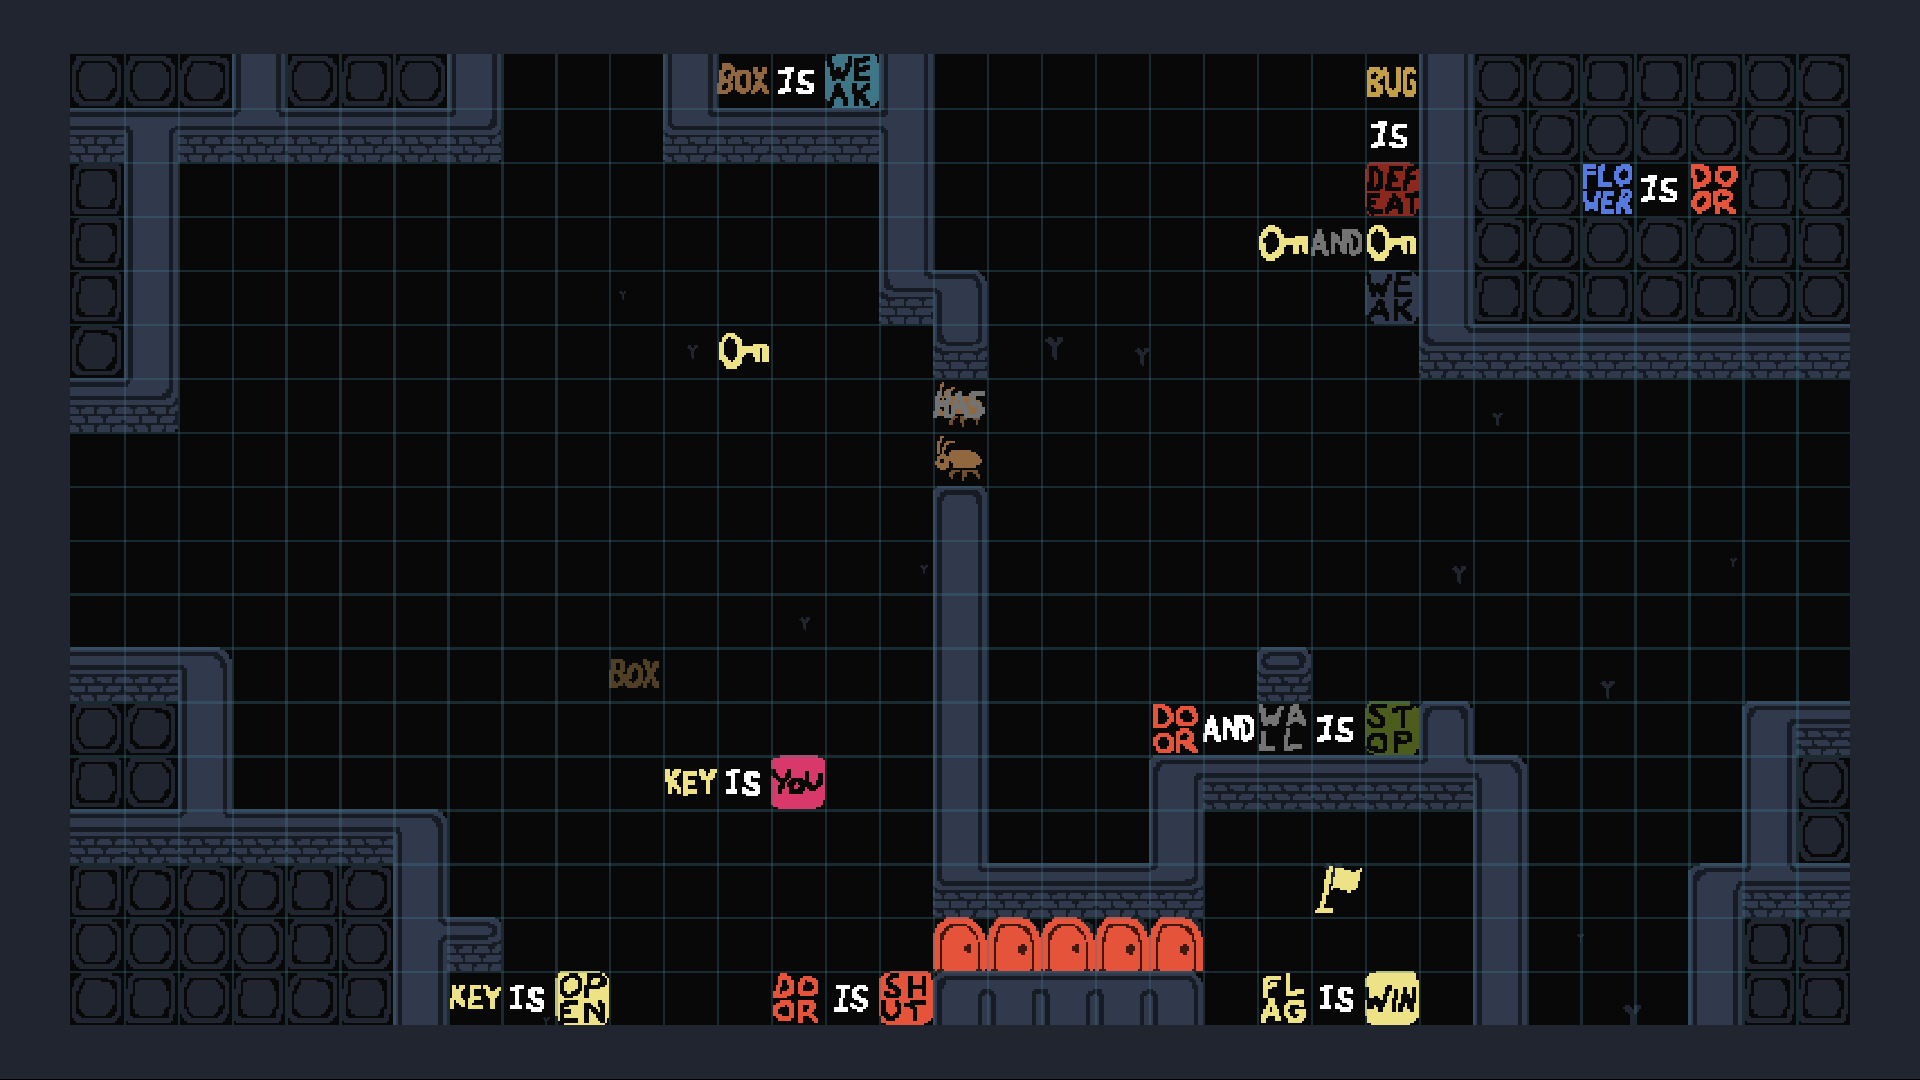 BOX IS WEAK
BUG
IS
DEFEAT
FLOWER IS DOOR
AND
WEAK
HAS
BOX
DOOR AND WALL IS STOP
KEY IS YOU
KEY IS OPEN
DOOR IS SHUT
FLAG IS WIN